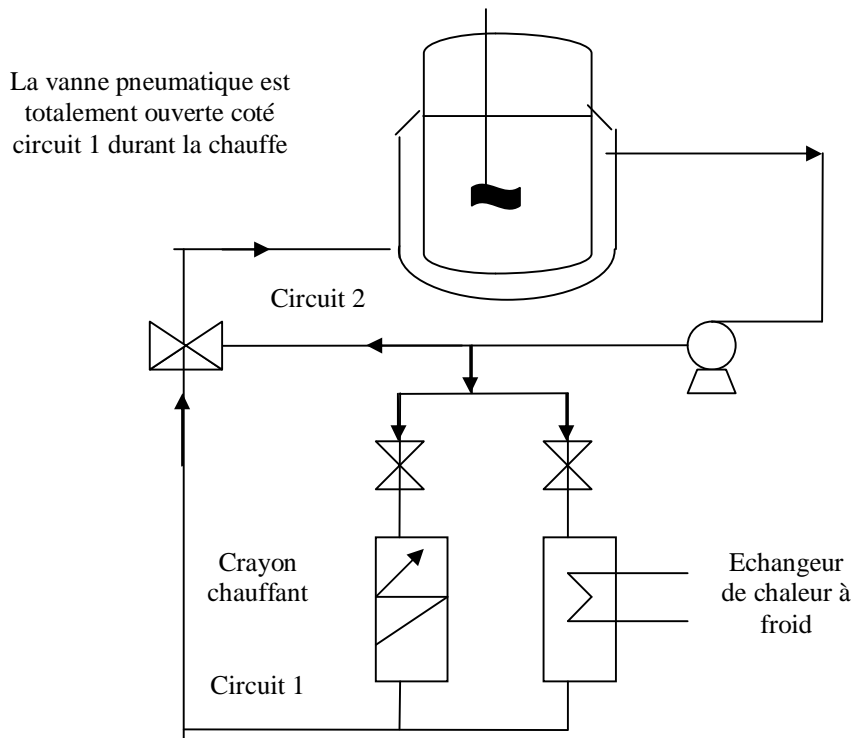 La vanne pneumatique est
totalement ouverte coté
circuit 1 durant la chauffe
Circuit 2
Crayon
chauffant
Echangeur
de chaleur à
froid
Circuit 1